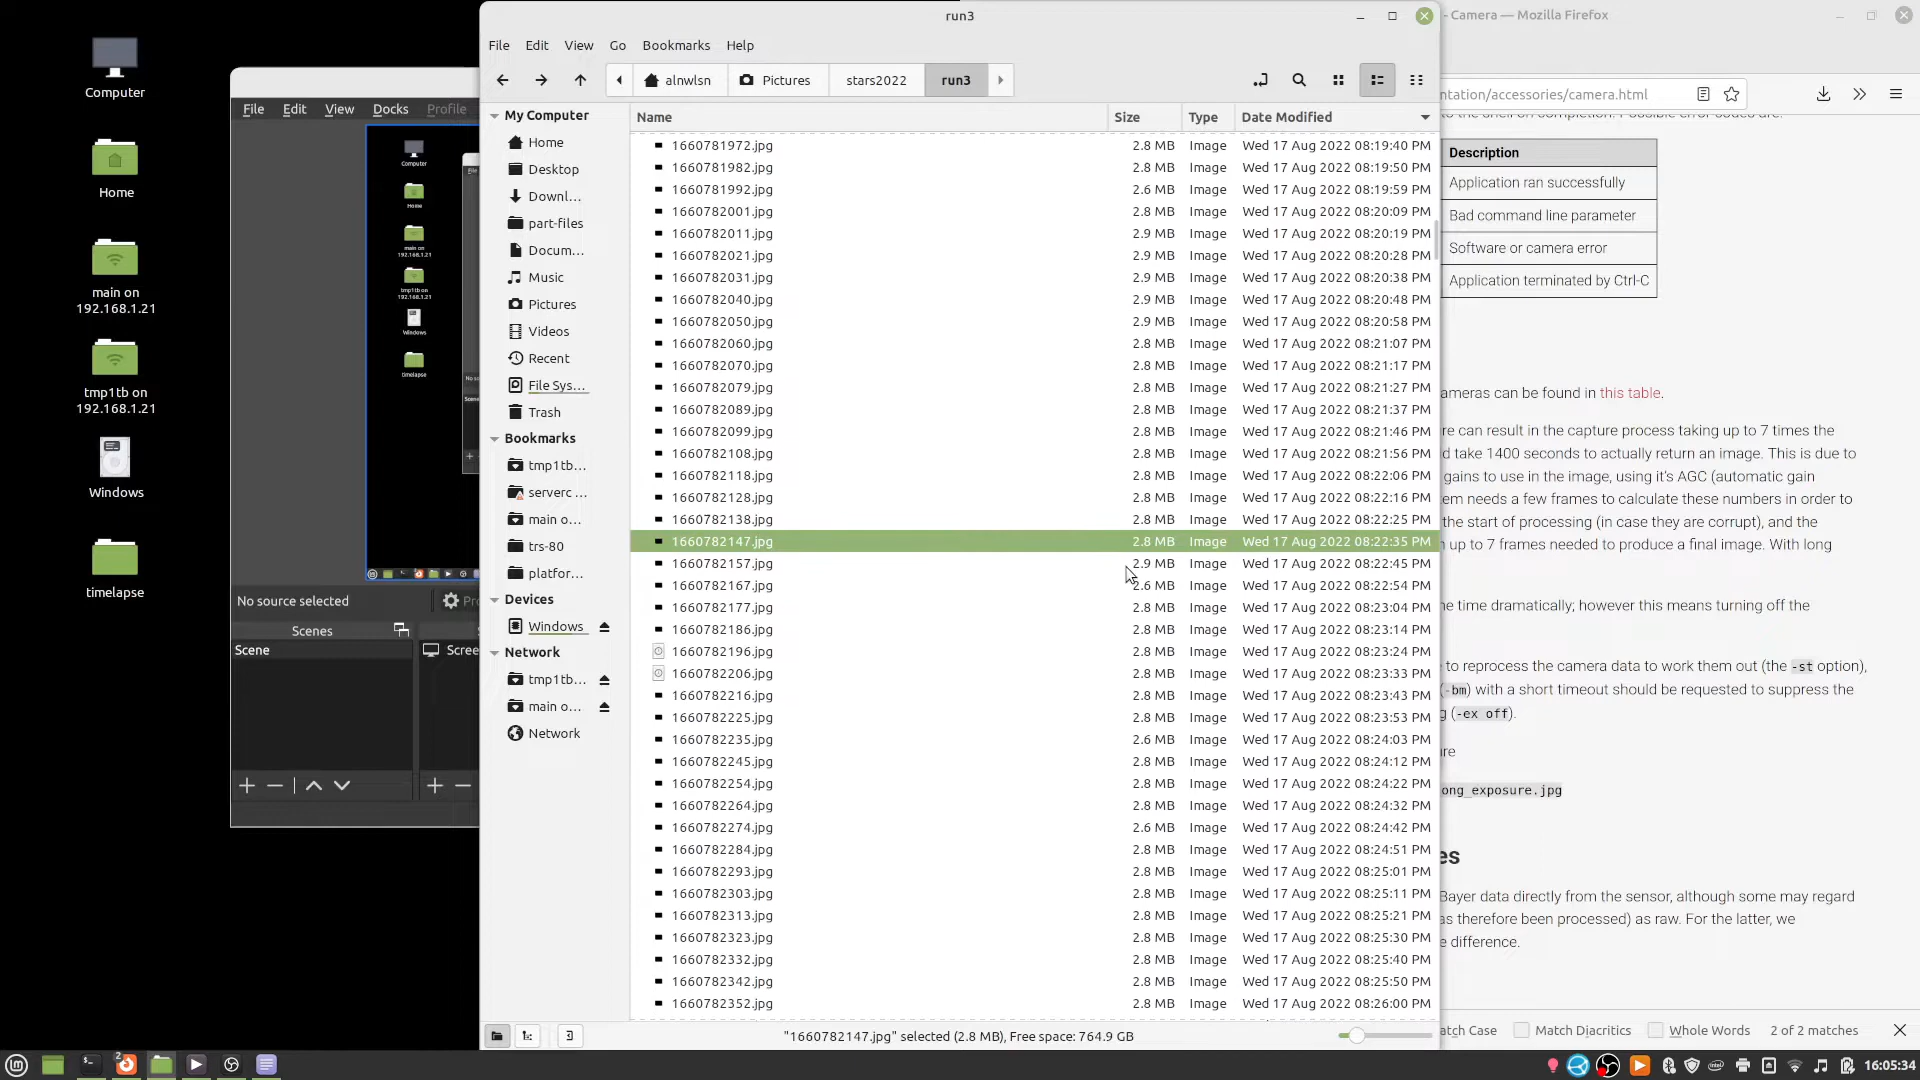 run3
- Camera — Mozilla Firefox
File Edit View Go Bookmarks Help
alnwlsn Pictures stars2022 run3
ntation/accessories/camera.html
Computer
Home
main on
192.168.1.21
tmp1tb on
192.168.1.21
Windows
timelapse
File Edit View Docks Profile
Computer
Home
main on
192.168.1.21
tmp1tb on
192.168.1.21
Windows
timelapse
No source selected
Scenes
Scene
Scree
My Computer
Home
Desktop
Downl...
part-files
Docum...
Music
Pictures
Videos
Recent
File Sys...
Trash
Bookmarks
tmp1tb...
serverc ...
main o...
trs-80
platfor...
Devices
Windows
Network
tmp1tb...
main o...
Network
Name Size Type Date Modified
1660781972.jpg 2.8 MB Image Wed 17 Aug 2022 08:19:40 PM
1660781982.jpg 2.8 MB Image Wed 17 Aug 2022 08:19:50 PM
1660781992.jpg 2.6 MB Image Wed 17 Aug 2022 08:19:59 PM
1660782001.jpg 2.8 MB Image Wed 17 Aug 2022 08:20:09 PM
1660782011.jpg 2.9 MB Image Wed 17 Aug 2022 08:20:19 PM
1660782021.jpg 2.9 MB Image Wed 17 Aug 2022 08:20:28 PM
1660782031.jpg 2.9 MB Image Wed 17 Aug 2022 08:20:38 PM
1660782040.jpg 2.9 MB Image Wed 17 Aug 2022 08:20:48 PM
1660782050.jpg 2.9 MB Image Wed 17 Aug 2022 08:20:58 PM
1660782060.jpg 2.8 MB Image Wed 17 Aug 2022 08:21:07 PM
1660782070.jpg 2.8 MB Image Wed 17 Aug 2022 08:21:17 PM
1660782079.jpg 2.8 MB Image Wed 17 Aug 2022 08:21:27 PM
1660782089.jpg 2.8 MB Image Wed 17 Aug 2022 08:21:37 PM
1660782099.jpg 2.8 MB Image Wed 17 Aug 2022 08:21:46 PM
1660782108.jpg 2.8 MB Image Wed 17 Aug 2022 08:21:56 PM
1660782118.jpg 2.8 MB Image Wed 17 Aug 2022 08:22:06 PM
1660782128.jpg 2.8 MB Image Wed 17 Aug 2022 08:22:16 PM
1660782138.jpg 2.8 MB Image Wed 17 Aug 2022 08:22:25 PM
1660782147.jpg 2.8 MB Image Wed 17 Aug 2022 08:22:35 PM
1660782157.jpg 2.9 MB Image Wed 17 Aug 2022 08:22:45 PM
1660782167.jpg 2.6 MB Image Wed 17 Aug 2022 08:22:54 PM
1660782177.jpg 2.8 MB Image Wed 17 Aug 2022 08:23:04 PM
1660782186.jpg 2.8 MB Image Wed 17 Aug 2022 08:23:14 PM
1660782196.jpg 2.8 MB Image Wed 17 Aug 2022 08:23:24 PM
1660782206.jpg 2.8 MB Image Wed 17 Aug 2022 08:23:33 PM
1660782216.jpg 2.8 MB Image Wed 17 Aug 2022 08:23:43 PM
1660782225.jpg 2.8 MB Image Wed 17 Aug 2022 08:23:53 PM
1660782235.jpg 2.6 MB Image Wed 17 Aug 2022 08:24:03 PM
1660782245.jpg 2.8 MB Image Wed 17 Aug 2022 08:24:12 PM
1660782254.jpg 2.8 MB Image Wed 17 Aug 2022 08:24:22 PM
1660782264.jpg 2.8 MB Image Wed 17 Aug 2022 08:24:32 PM
1660782274.jpg 2.6 MB Image Wed 17 Aug 2022 08:24:42 PM
1660782284.jpg 2.8 MB Image Wed 17 Aug 2022 08:24:51 PM
1660782293.jpg 2.8 MB Image Wed 17 Aug 2022 08:25:01 PM
1660782303.jpg 2.8 MB Image Wed 17 Aug 2022 08:25:11 PM
1660782313.jpg 2.8 MB Image Wed 17 Aug 2022 08:25:21 PM
1660782323.jpg 2.8 MB Image Wed 17 Aug 2022 08:25:30 PM
1660782332.jpg 2.8 MB Image Wed 17 Aug 2022 08:25:40 PM
1660782342.jpg 2.8 MB Image Wed 17 Aug 2022 08:25:50 PM
1660782352.jpg 2.8 MB Image Wed 17 Aug 2022 08:26:00 PM
"1660782147.jpg" selected (2.8 MB), Free space: 764.9 GB
to the shell on completion. Possible error codes are:
Description
Application ran successfully
Bad command line parameter
Software or camera error
Application terminated by Ctrl-C
ameras can be found in this table.
re can result in the capture process taking up to 7 times the
d take 1400 seconds to actually return an image. This is due to
gains to use in the image, using it's AGC (automatic gain
em needs a few frames to calculate these numbers in order to
the start of processing (in case they are corrupt), and the
n up to 7 frames needed to produce a final image. With long
he time dramatically; however this means turning off the
to reprocess the camera data to work them out (the -st option),
(-bm) with a short timeout should be requested to suppress the
g (-ex off).
re
ong_exposure.jpg
es
Bayer data directly from the sensor, although some may regard
as therefore been processed) as raw. For the latter, we
e difference.
atch Case Match Diacritics Whole Words 2 of 2 matches
2
16:05:34